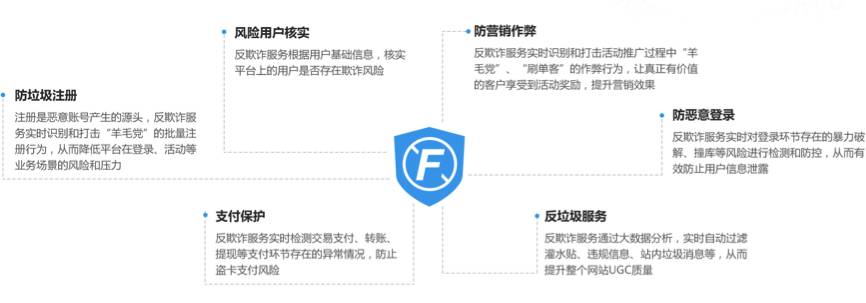 风险用户核实
反欺诈服务根据用户基础信息，核实
平台上的用户是否存在欺诈风险
防营销作弊
反欺诈服务实时识别和打击活动推广过程中“羊
毛党”、“刷单客”的作弊行为，让真正有价值
的客户享受到活动奖励，提升营销效果
防垃圾注册
注册是恶意账号产生的源头，反欺诈服
务实时识别和打击“羊毛党”的批量注
册行为，从而降低平台在登录、活动等
业务场景的风险和压力
防恶意登录
反欺诈服务实时对登录环节存在的暴力破
解、撞库等风险进行检测和防控，从而有
效防止用户信息泄露
F
支付保护
反欺诈服务实时检测交易支付、转账、
提现等支付环节存在的异常情况，防止
盗卡支付风险
反垃圾服务
反欺诈服务通过大数据分析，实时自动过滤
灌水贴、违规信息、站内垃圾消息等，从而
提升整个网站UGC质量